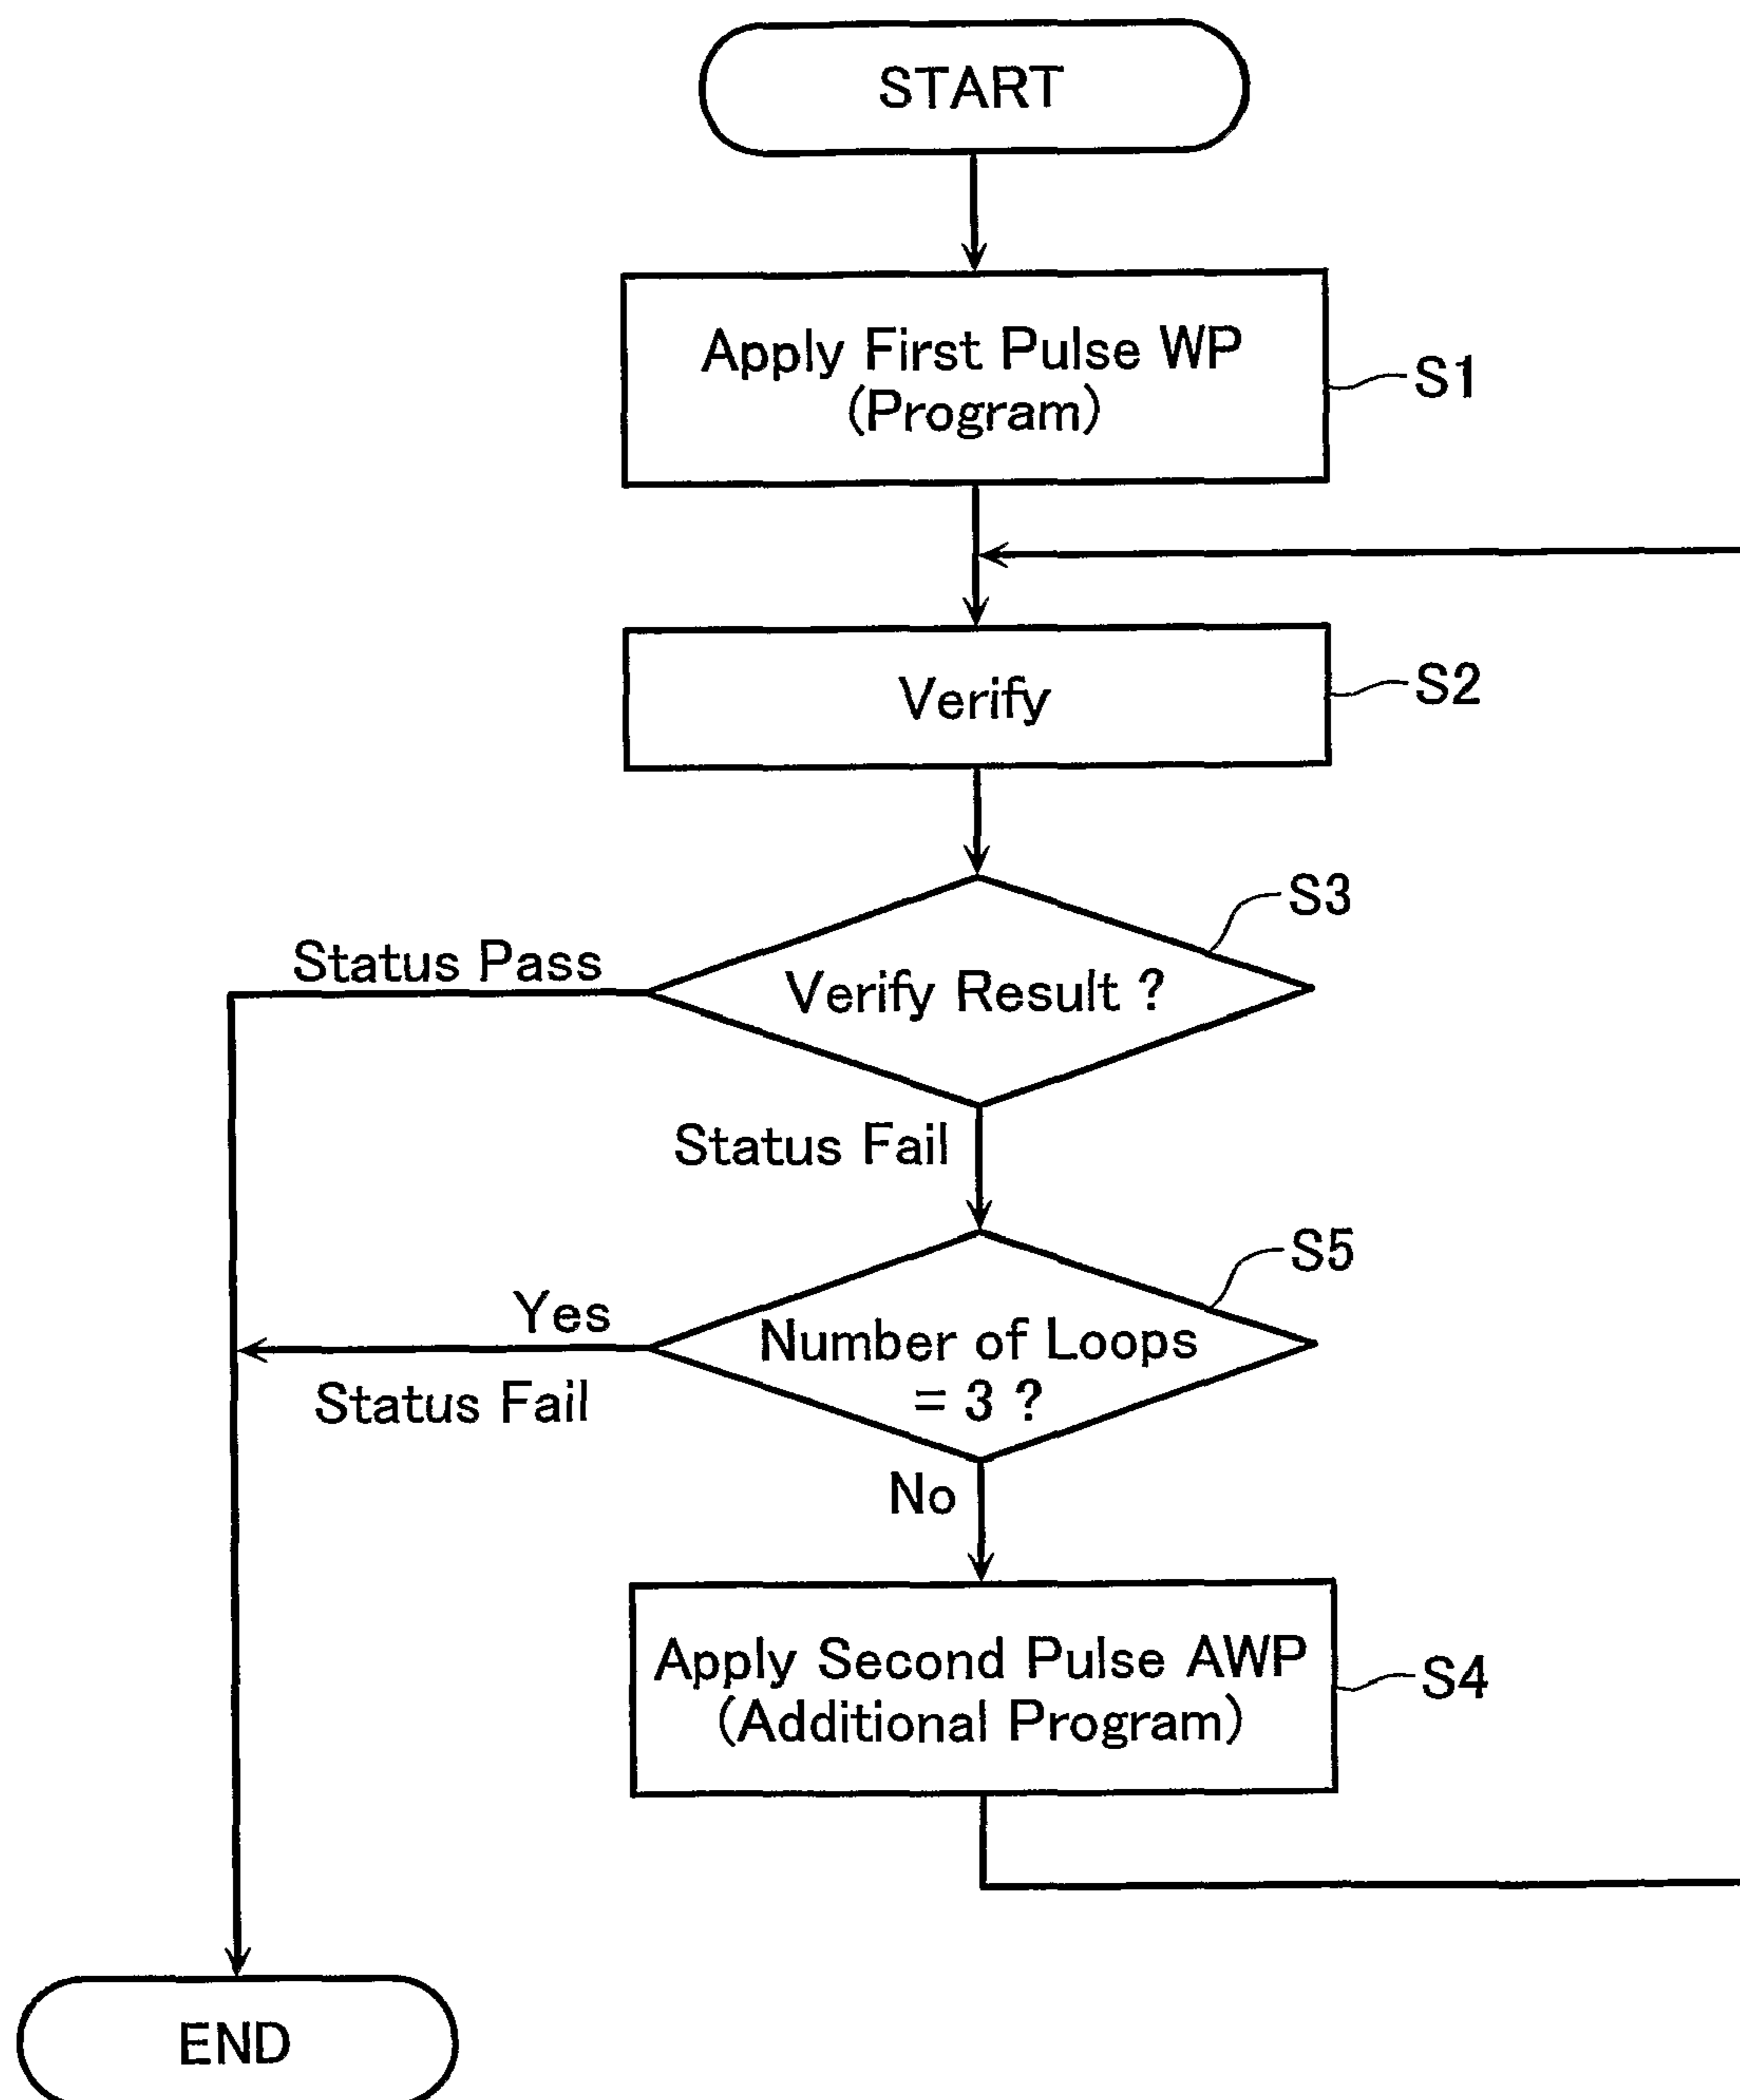 START
Apply First Pulse WP
(Program)
S1
Verify
S2
S3
Status Pass
Verify Result ?
Status Fail
S5
Yes
Number of Loops
= 3 ?
Status Fail
No
Apply Second Pulse AWP
(Additional Program)
S4
END